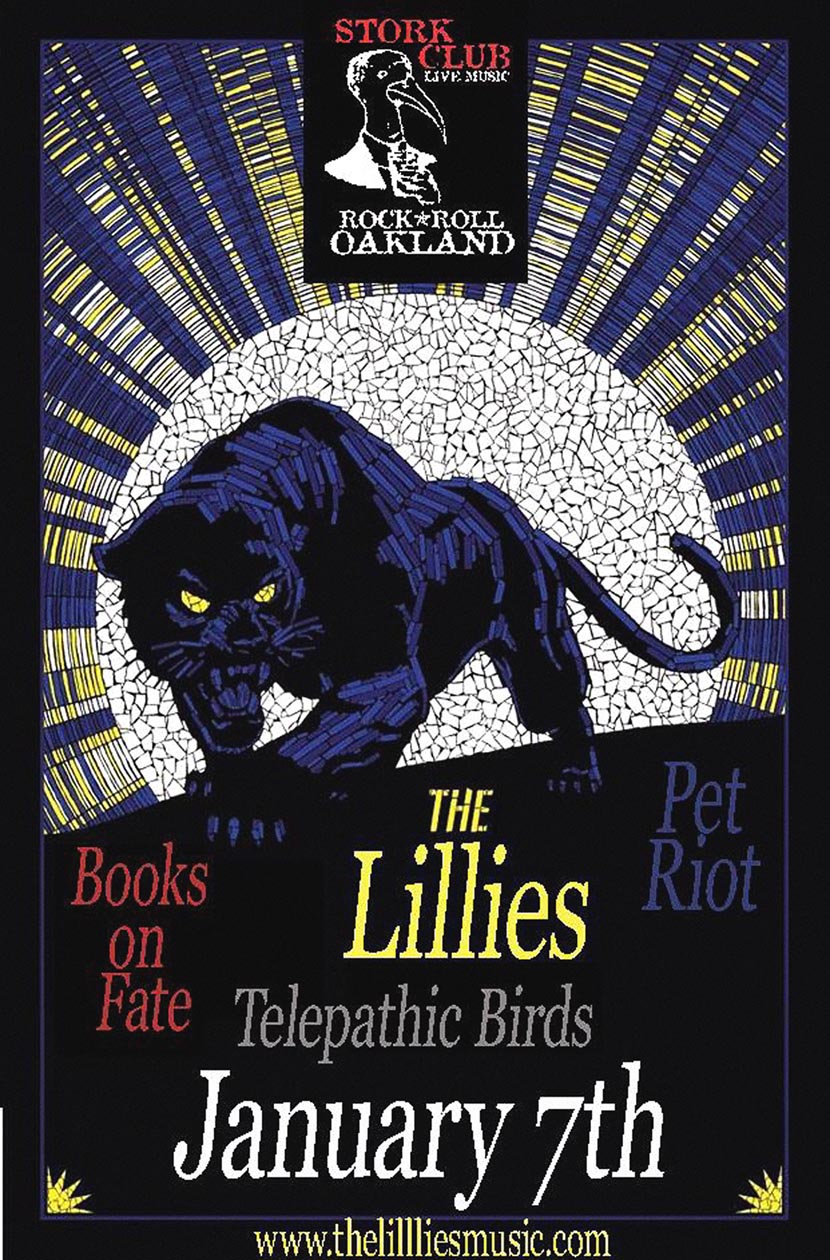 STORK
CLUB
LIVE MUSIC
ROCK★ROLL
OAKLAND
THE
Lillies
Pet
Riot
Books
on
Fate
Telepathic Birds
January 7th
www.thelillliesmusic.com